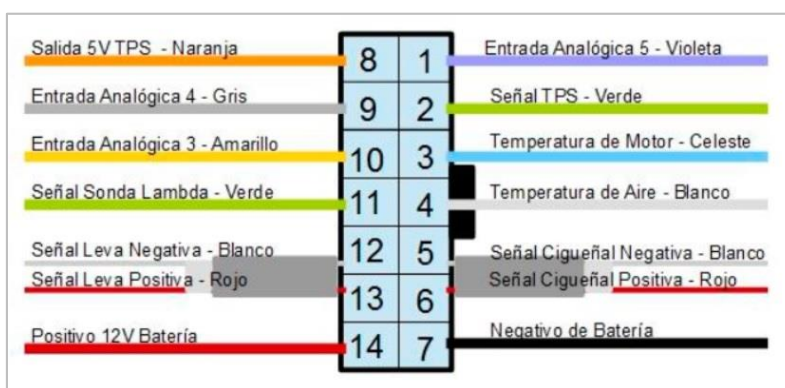 Salida 5V TPS - Naranja 8 1 Entrada Analógica 5 - Violeta
Entrada Analógica 4 - Gris 9 2 Señal TPS - Verde
Entrada Analógica 3 - Amarillo 10 3 Temperatura de Motor - Celeste
Señal Sonda Lambda - Verde 11 4 Temperatura de Aire - Blanco
Señal Leva Negativa - Blanco 12 5 Señal Cigueñal Negativa - Blanco
Señal Leva Positiva - Rojo 13 6 Señal Cigueñal Positiva - Rojo
Positivo 12V Batería 14 7 Negativo de Batería